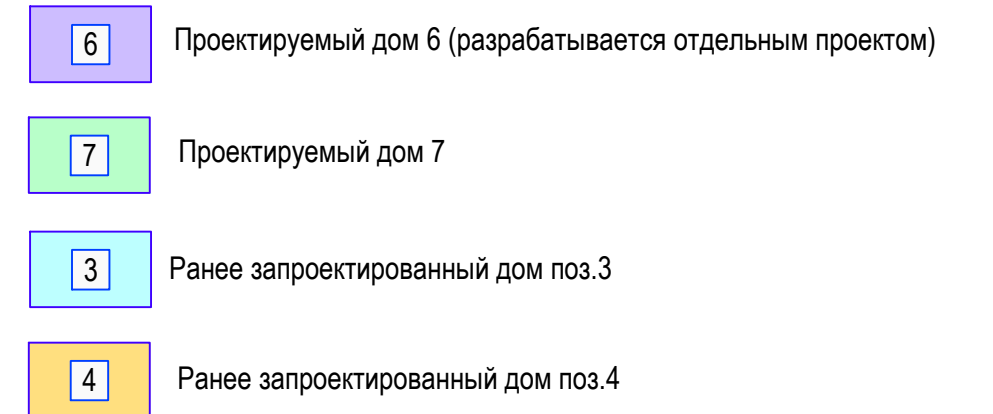 6 Проектируемый дом 6 (разрабатывается отдельным проектом)
7 Проектируемый дом 7
3 Ранее запроектированный дом поз.3
4 Ранее запроектированный дом поз.4